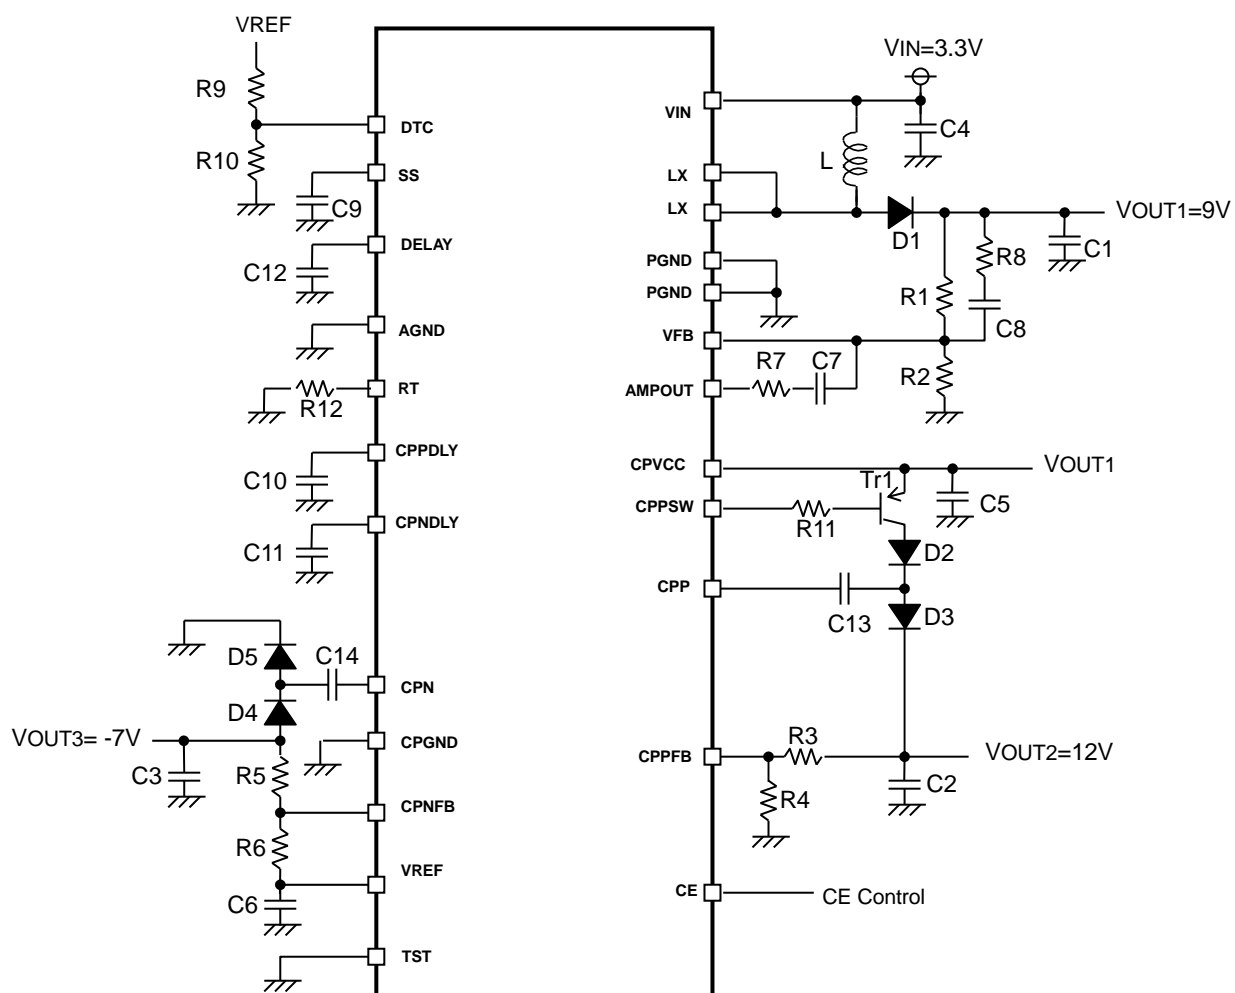 VREF
R9
R10
DTC
SS
C9
DELAY
C12
AGND
RT
R12
CPPDLY
C10
CPNDLY
C11
D5
C14
CPN
D4
VOUT3= -7V
CPGND
C3
R5
CPNFB
R6
VREF
C6
TST
VIN=3.3V
VIN
C4
L
LX
LX
D1
VOUT1=9V
C1
R8
PGND
PGND
R1
C8
VFB
R7
C7
R2
AMPOUT
CPVCC
VOUT1
Tr1
CPPSW
R11
C5
D2
CPP
C13
D3
CPPFB
R3
VOUT2=12V
C2
R4
CE
CE Control